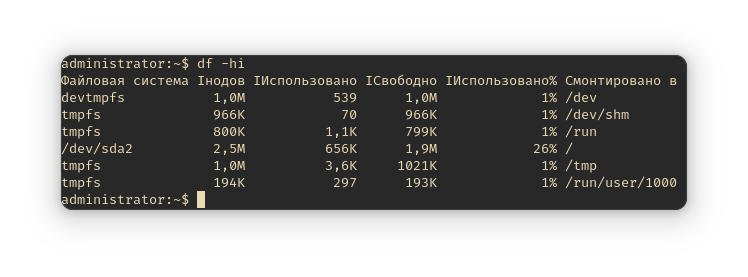 administrator:~$ df -hi
Файловая система Iнодов IИспользовано IСвободно IИспользовано% Смонтировано в
devtmpfs 1,0M 539 1,0M 1% /dev
tmpfs 966K 70 966K 1% /dev/shm
tmpfs 800K 1,1K 799K 1% /run
/dev/sda2 2,5M 656K 1,9M 26% /
tmpfs 1,0M 3,6K 1021K 1% /tmp
tmpfs 194K 297 193K 1% /run/user/1000
administrator:~$